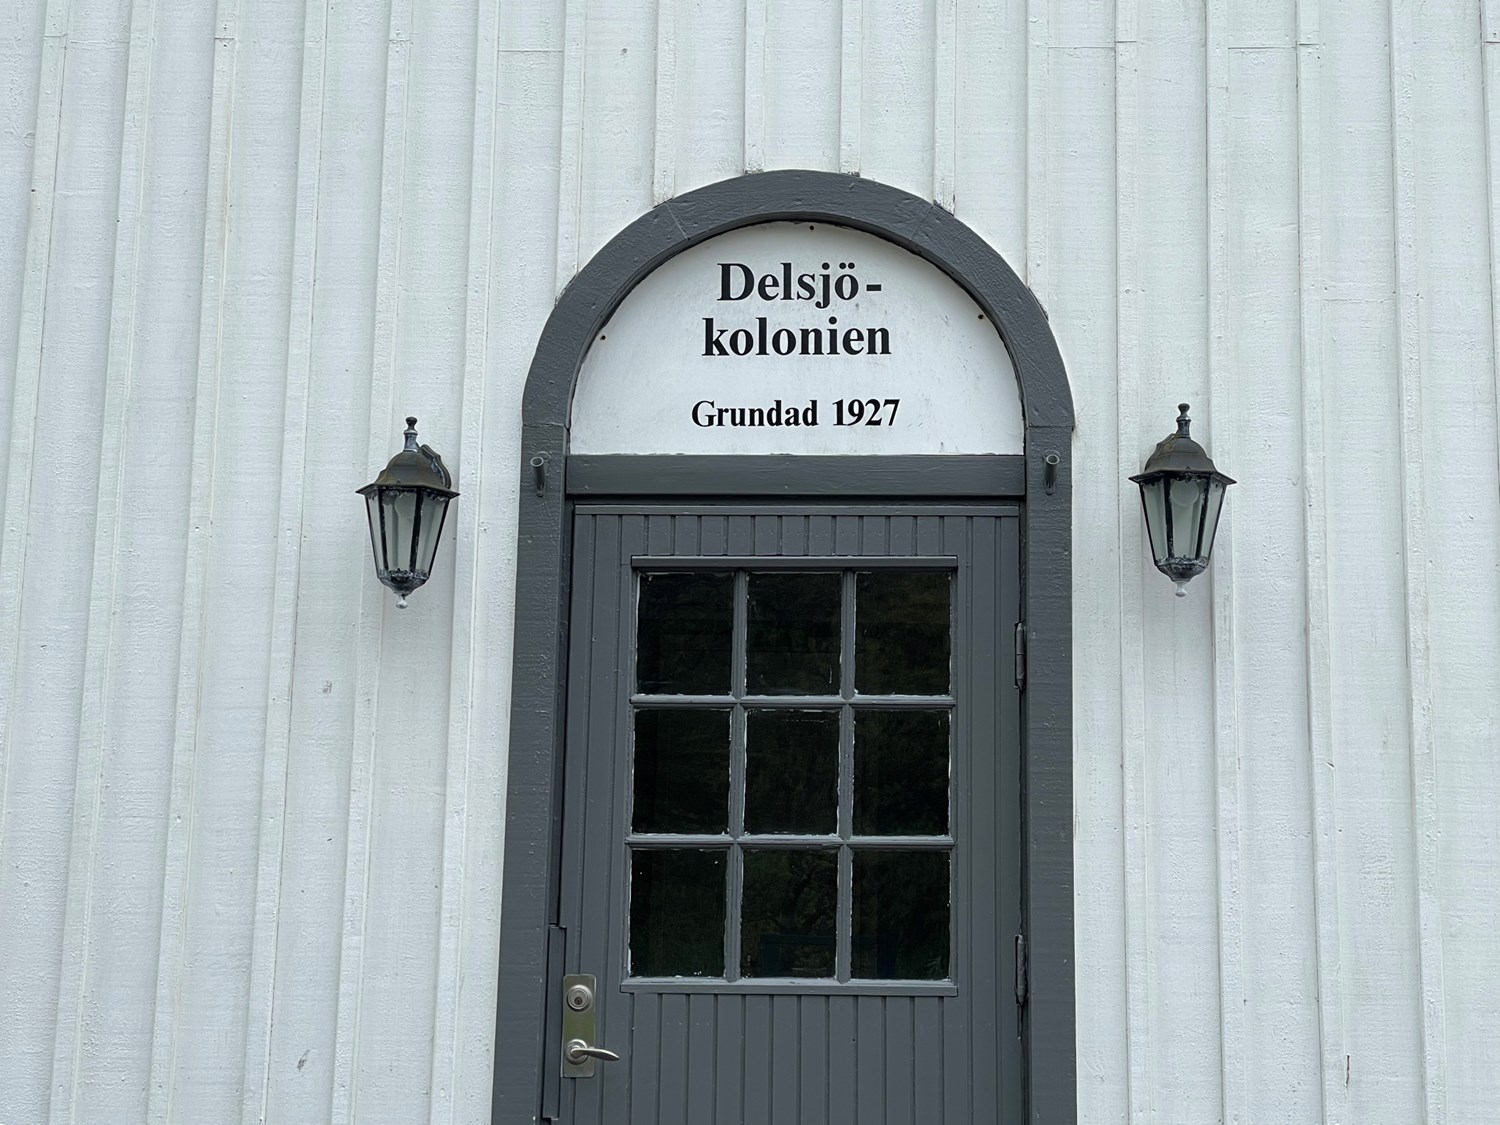 Delsjö-
kolonien
Grundad 1927